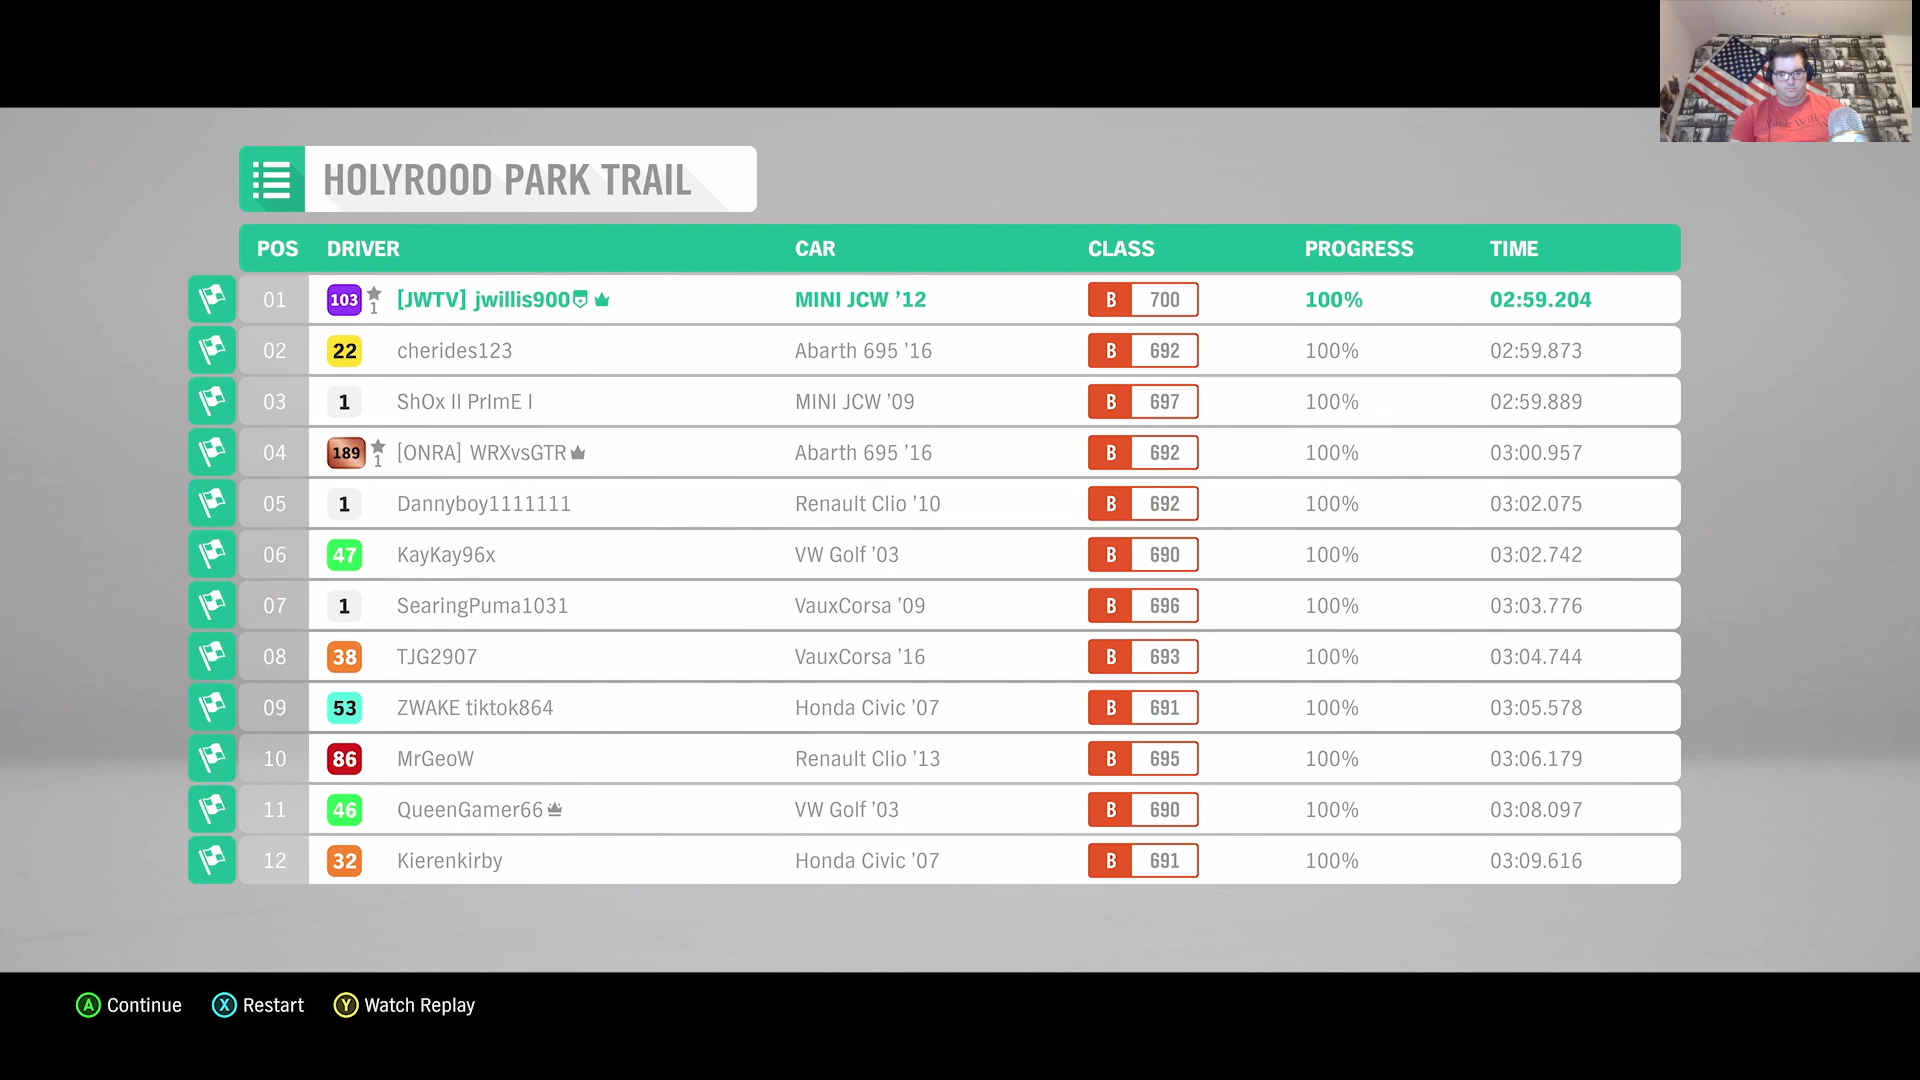 HOLYROOD PARK TRAIL
POS DRIVER CAR CLASS PROGRESS TIME
01 103 1 [JWTV] jwillis900 MINI JCW ’12 B 700 100% 02:59.204
02 22 cherides123 Abarth 695 ’16 B 692 100% 02:59.873
03 1 ShOx II PrImE I MINI JCW ’09 B 697 100% 02:59.889
04 189 1 [ONRA] WRXvsGTR Abarth 695 ’16 B 692 100% 03:00.957
05 1 Dannyboy1111111 Renault Clio ’10 B 692 100% 03:02.075
06 47 KayKay96x VW Golf ’03 B 690 100% 03:02.742
07 1 SearingPuma1031 VauxCorsa ’09 B 696 100% 03:03.776
08 38 TJG2907 VauxCorsa ’16 B 693 100% 03:04.744
09 53 ZWAKE tiktok864 Honda Civic ’07 B 691 100% 03:05.578
10 86 MrGeoW Renault Clio ’13 B 695 100% 03:06.179
11 46 QueenGamer66 VW Golf ’03 B 690 100% 03:08.097
12 32 Kierenkirby Honda Civic ’07 B 691 100% 03:09.616
A Continue X Restart Y Watch Replay